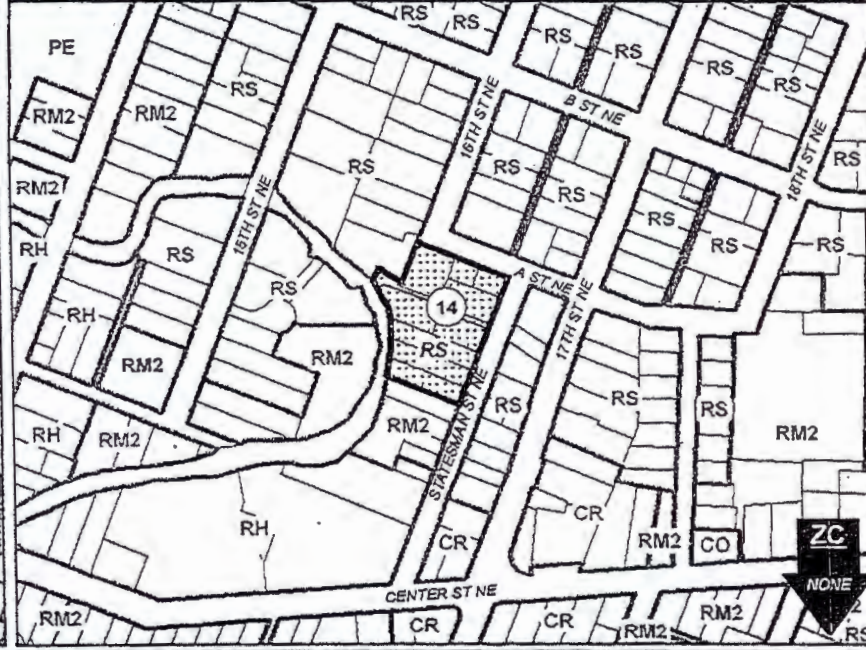 RS
RS
PE
RS
RS
RS
RS
RM2
RM2
RS
16TH ST NE
B ST NE
RM2
RS
RS
RS
18TH ST NE
RS
RS
RH
RS
15TH ST NE
RS
RS
RS
RS
A ST NE
17TH ST NE
14
RH
RM2
RM2
RS
RS
RS
RS
RM2
RH
RM2
RM2
STATESMAN ST NE
RH
CR
CR
RM2
CO
ZC
NONE
CENTER ST NE
RM2
CR
CR
RM2
RM2
RS